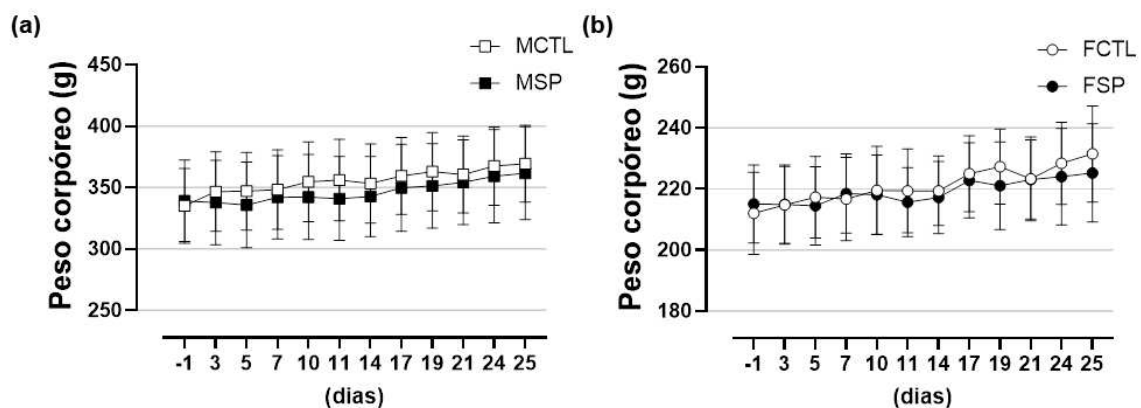 (a)
MCTL
MSP
Peso corpóreo (g)
450
400
350
300
250
-1 3 5 7 10 11 14 17 19 21 24 25
(dias)
(b)
FCTL
FSP
Peso corpóreo (g)
260
240
220
200
180
-1 3 5 7 10 11 14 17 19 21 24 25
(dias)